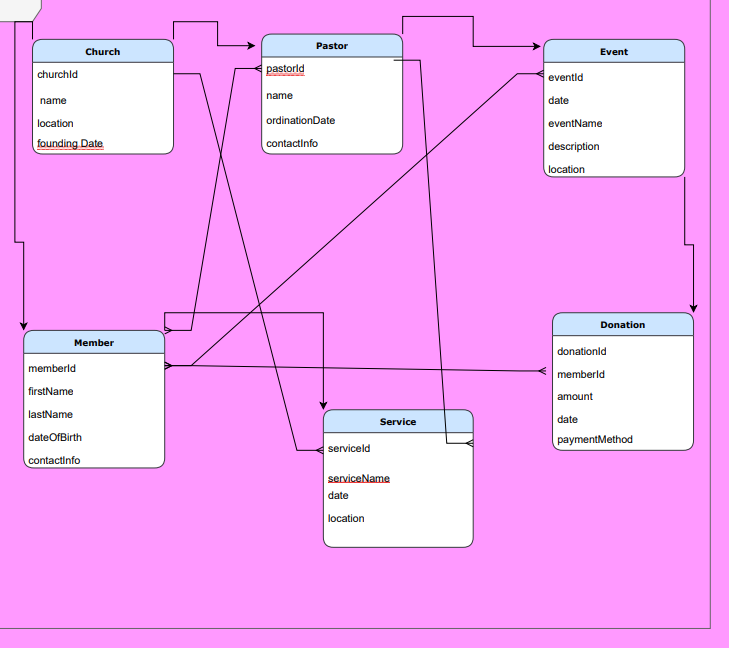 Church
churchId
name
location
founding Date
Pastor
pastorId
name
ordinationDate
contactInfo
Event
eventId
date
eventName
description
location
Member
memberId
firstName
lastName
dateOfBirth
contactInfo
Service
serviceId
serviceName
date
location
Donation
donationId
memberId
amount
date
paymentMethod